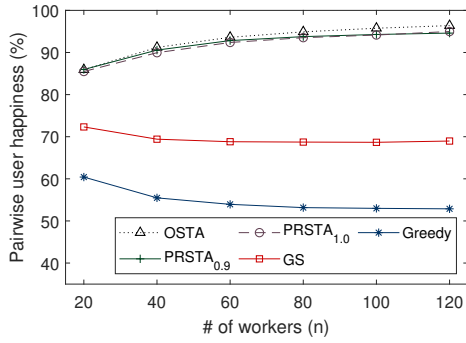 Pairwise user happiness (%)
100
90
80
70
60
50
40
OSTA
PRSTA1.0
Greedy
PRSTA0.9
GS
20
40
60
80
100
120
# of workers (n)